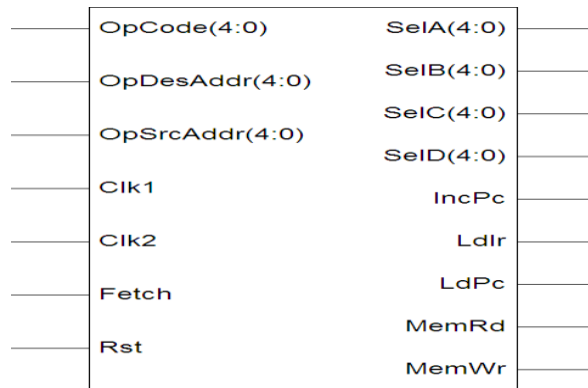 OpCode(4:0)
OpDesAddr(4:0)
OpSrcAddr(4:0)
Clk1
Clk2
Fetch
Rst
SelA(4:0)
SelB(4:0)
SelC(4:0)
SelD(4:0)
IncPc
LdIr
LdPc
MemRd
MemWr